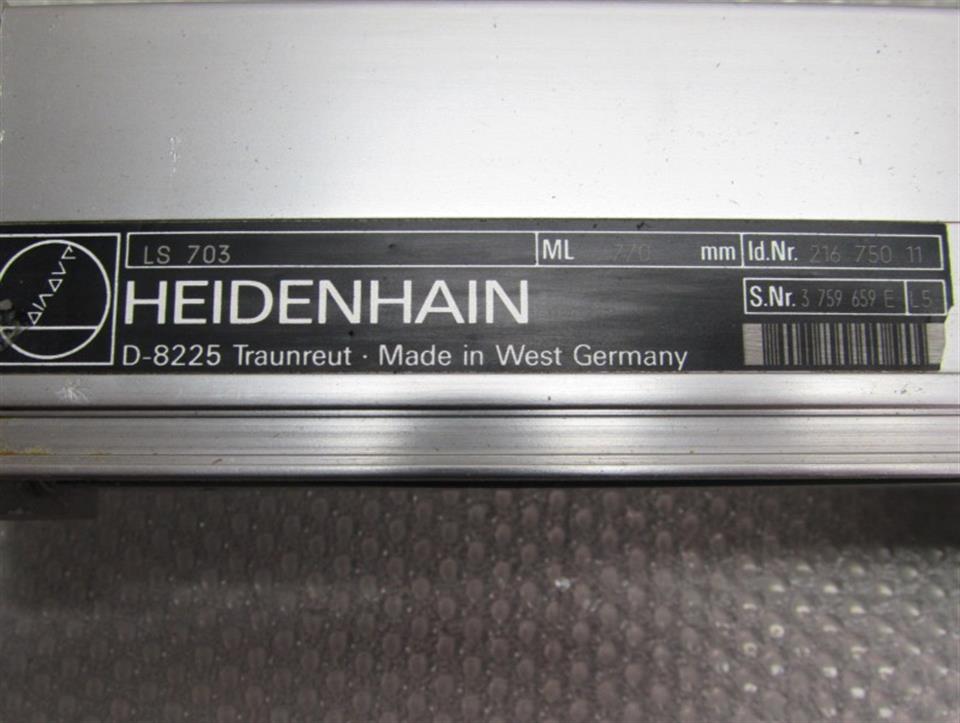 LS 703 ML 770 mm Id.Nr. 216 750 11
HEIDENHAIN S.Nr. 3 759 659 E L5
D-8225 Traunreut · Made in West Germany